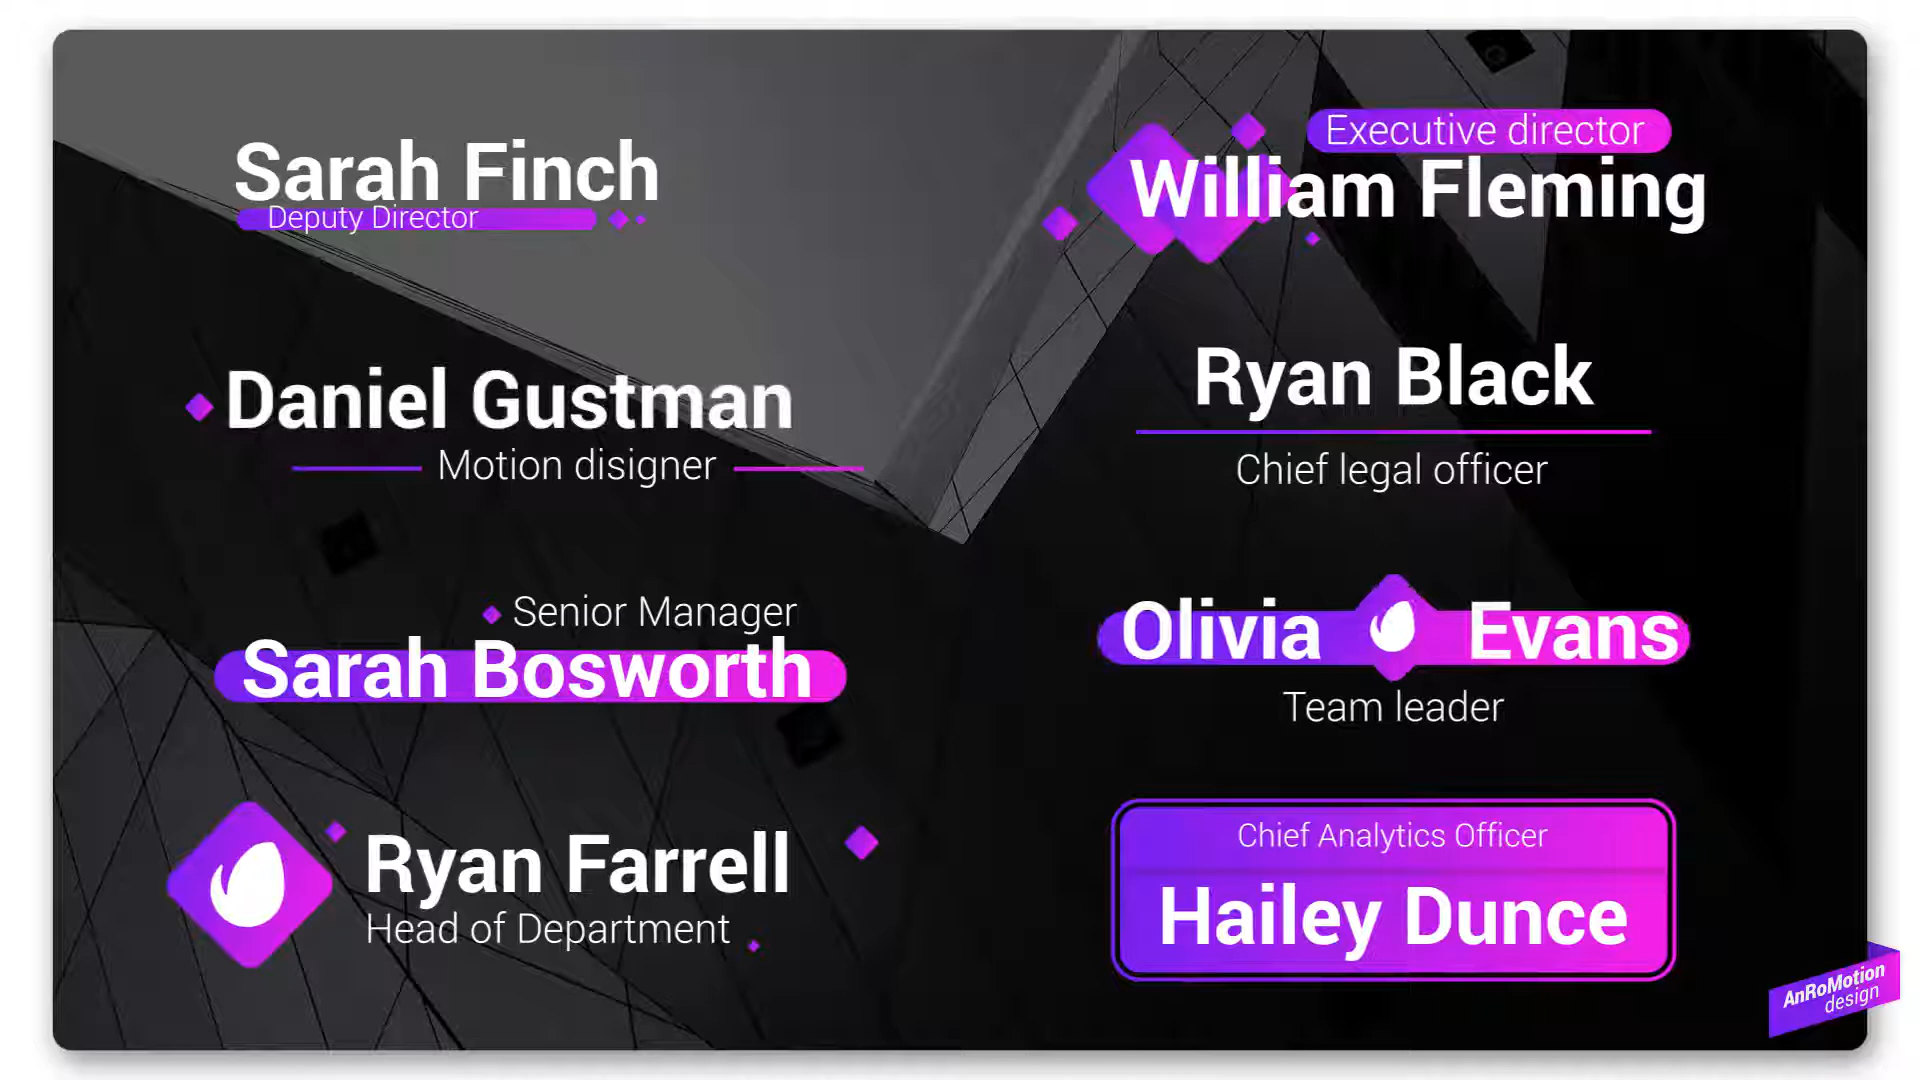 Sarah Finch
Deputy Director
Executive director
William Fleming
Daniel Gustman
Motion disigner
Ryan Black
Chief legal officer
Senior Manager
Sarah Bosworth
Olivia Evans
Team leader
Ryan Farrell
Head of Department
Chief Analytics Officer
Hailey Dunce
AnRoMotion
design